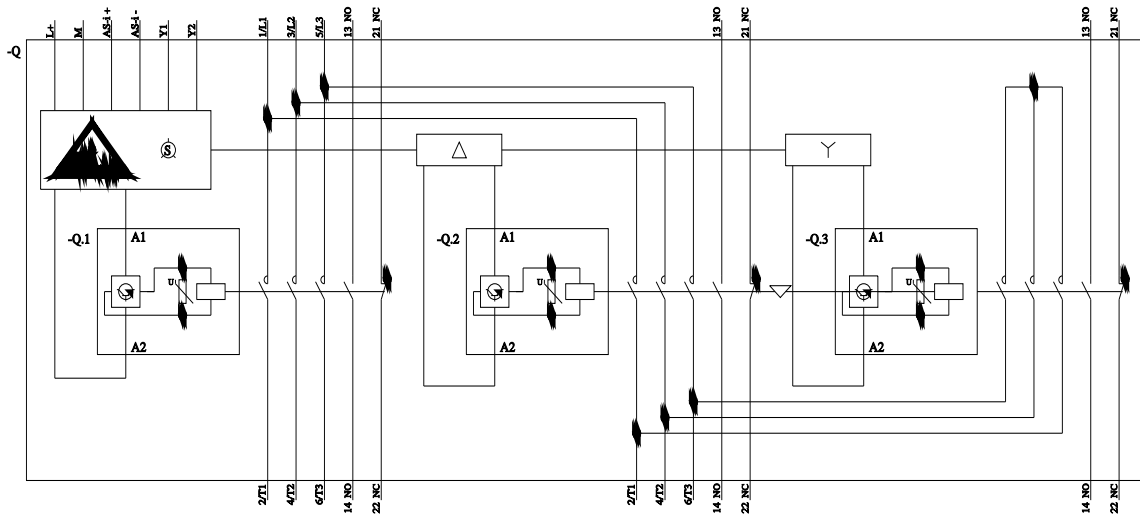 -Q
L+
M
AS-i+
AS-i-
Y1
Y2
1/L1
3/L2
5/L3
13 NO
21 NC
13 NO
21 NC
13 NO
21 NC
S
-Q.1
A1
U
A2
-Q.2
A1
U
A2
-Q.3
A1
U
A2
2/T1
4/T2
6/T3
14 NO
22 NC
2/T1
4/T2
6/T3
14 NO
22 NC
14 NO
22 NC